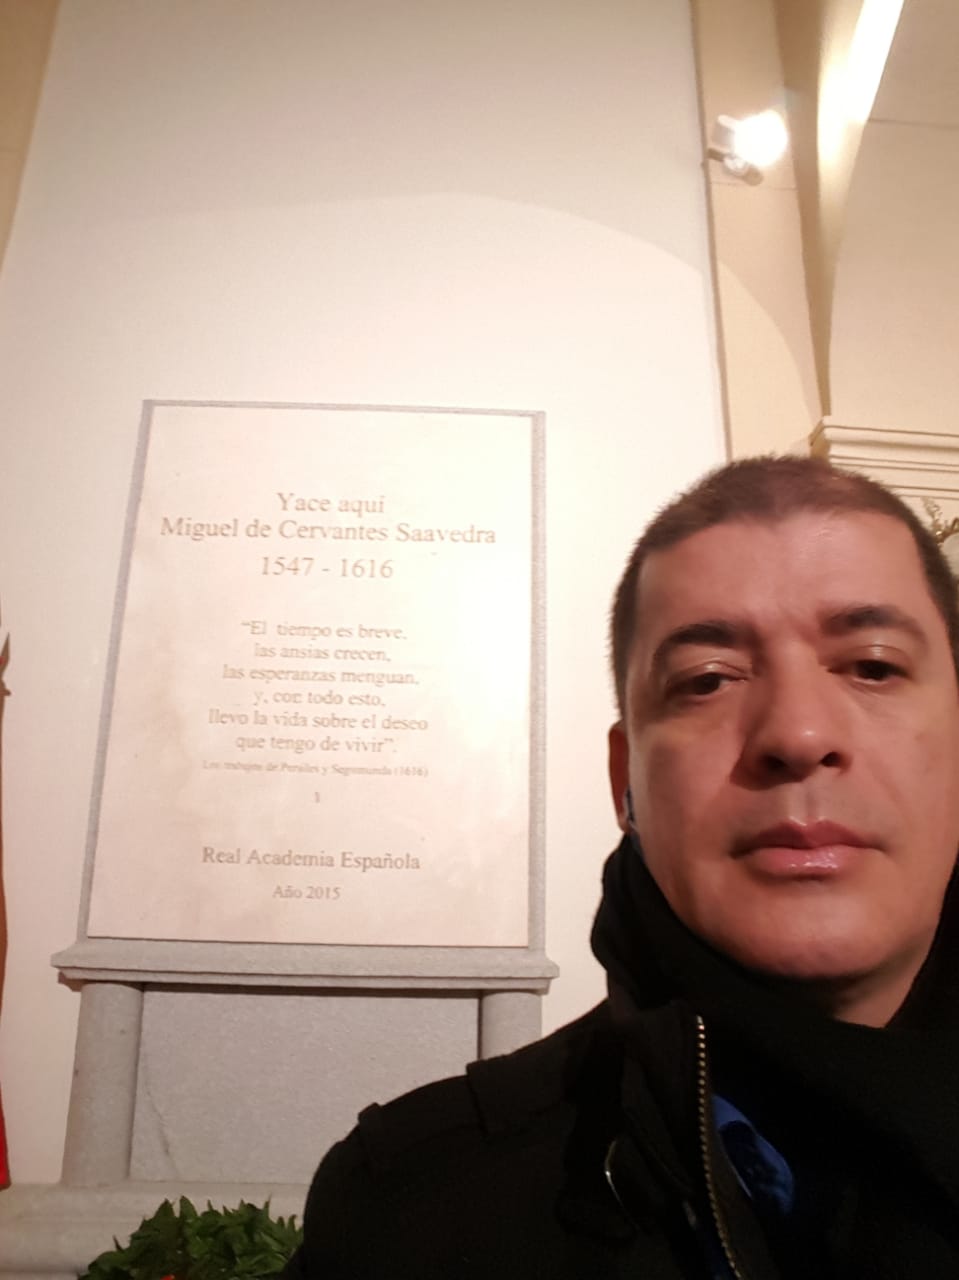 Yace aquí
Miguel de Cervantes Saavedra
1547 - 1616
“El tiempo es breve,
las ansias crecen,
las esperanzas menguan,
y, con todo esto,
llevo la vida sobre el deseo
que tengo de vivir”.
Los trabajos de Persiles y Segismunda (1616)
Real Academia Española
Año 2015